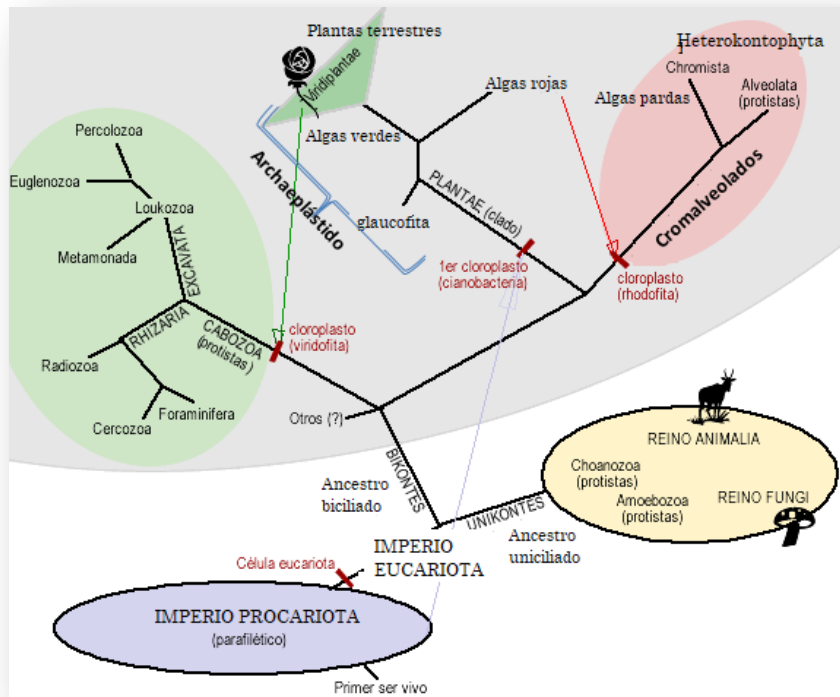 Plantas terrestres
Viridiplantae
Heterokontophyta
Chromista
Algas rojas
Algas pardas
Alveolata
(protistas)
Percolozoa
Algas verdes
Archaeplástido
Euglenozoa
Loukozoa
PLANTAE (clado)
glaucofita
Cromalveolados
Metamonada
EXCAVATA
1er cloroplasto
(cianobacteria)
cloroplasto
(rhodofita)
RHIZARIA
CABOZOA
(protistas)
cloroplasto
(viridofita)
Radiozoa
Foraminifera
Cercozoa
Otros (?)
BIKONTES
REINO ANIMALIA
Choanozoa
(protistas)
Amoebozoa
(protistas)
REINO FUNGI
Ancestro
biciliado
UNIKONTES
Ancestro
uniciliado
IMPERIO
EUCARIOTA
Célula eucariota
IMPERIO PROCARIOTA
(parafilético)
Primer ser vivo